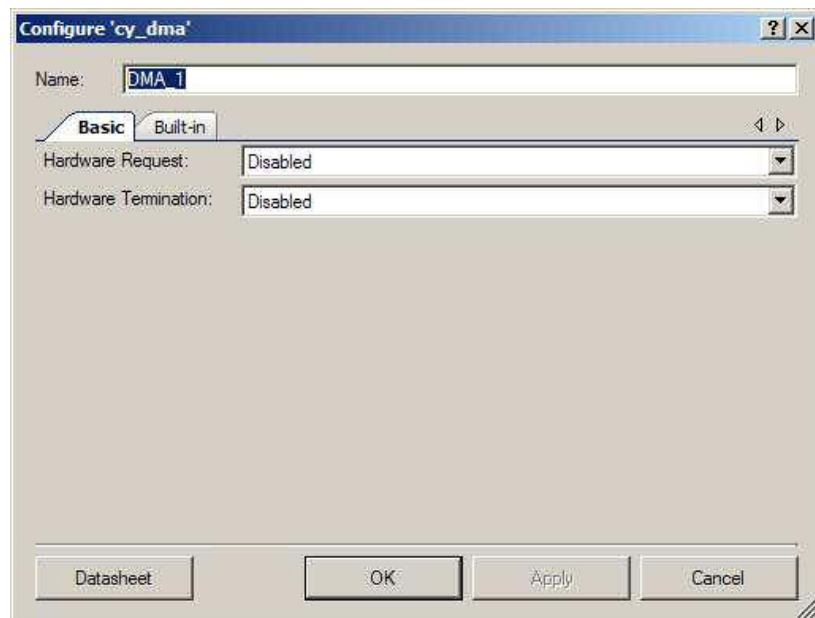 Configure 'cy_dma'
Name: DMA_1
Basic Built-in
Hardware Request: Disabled
Hardware Termination: Disabled
Datasheet OK Apply Cancel